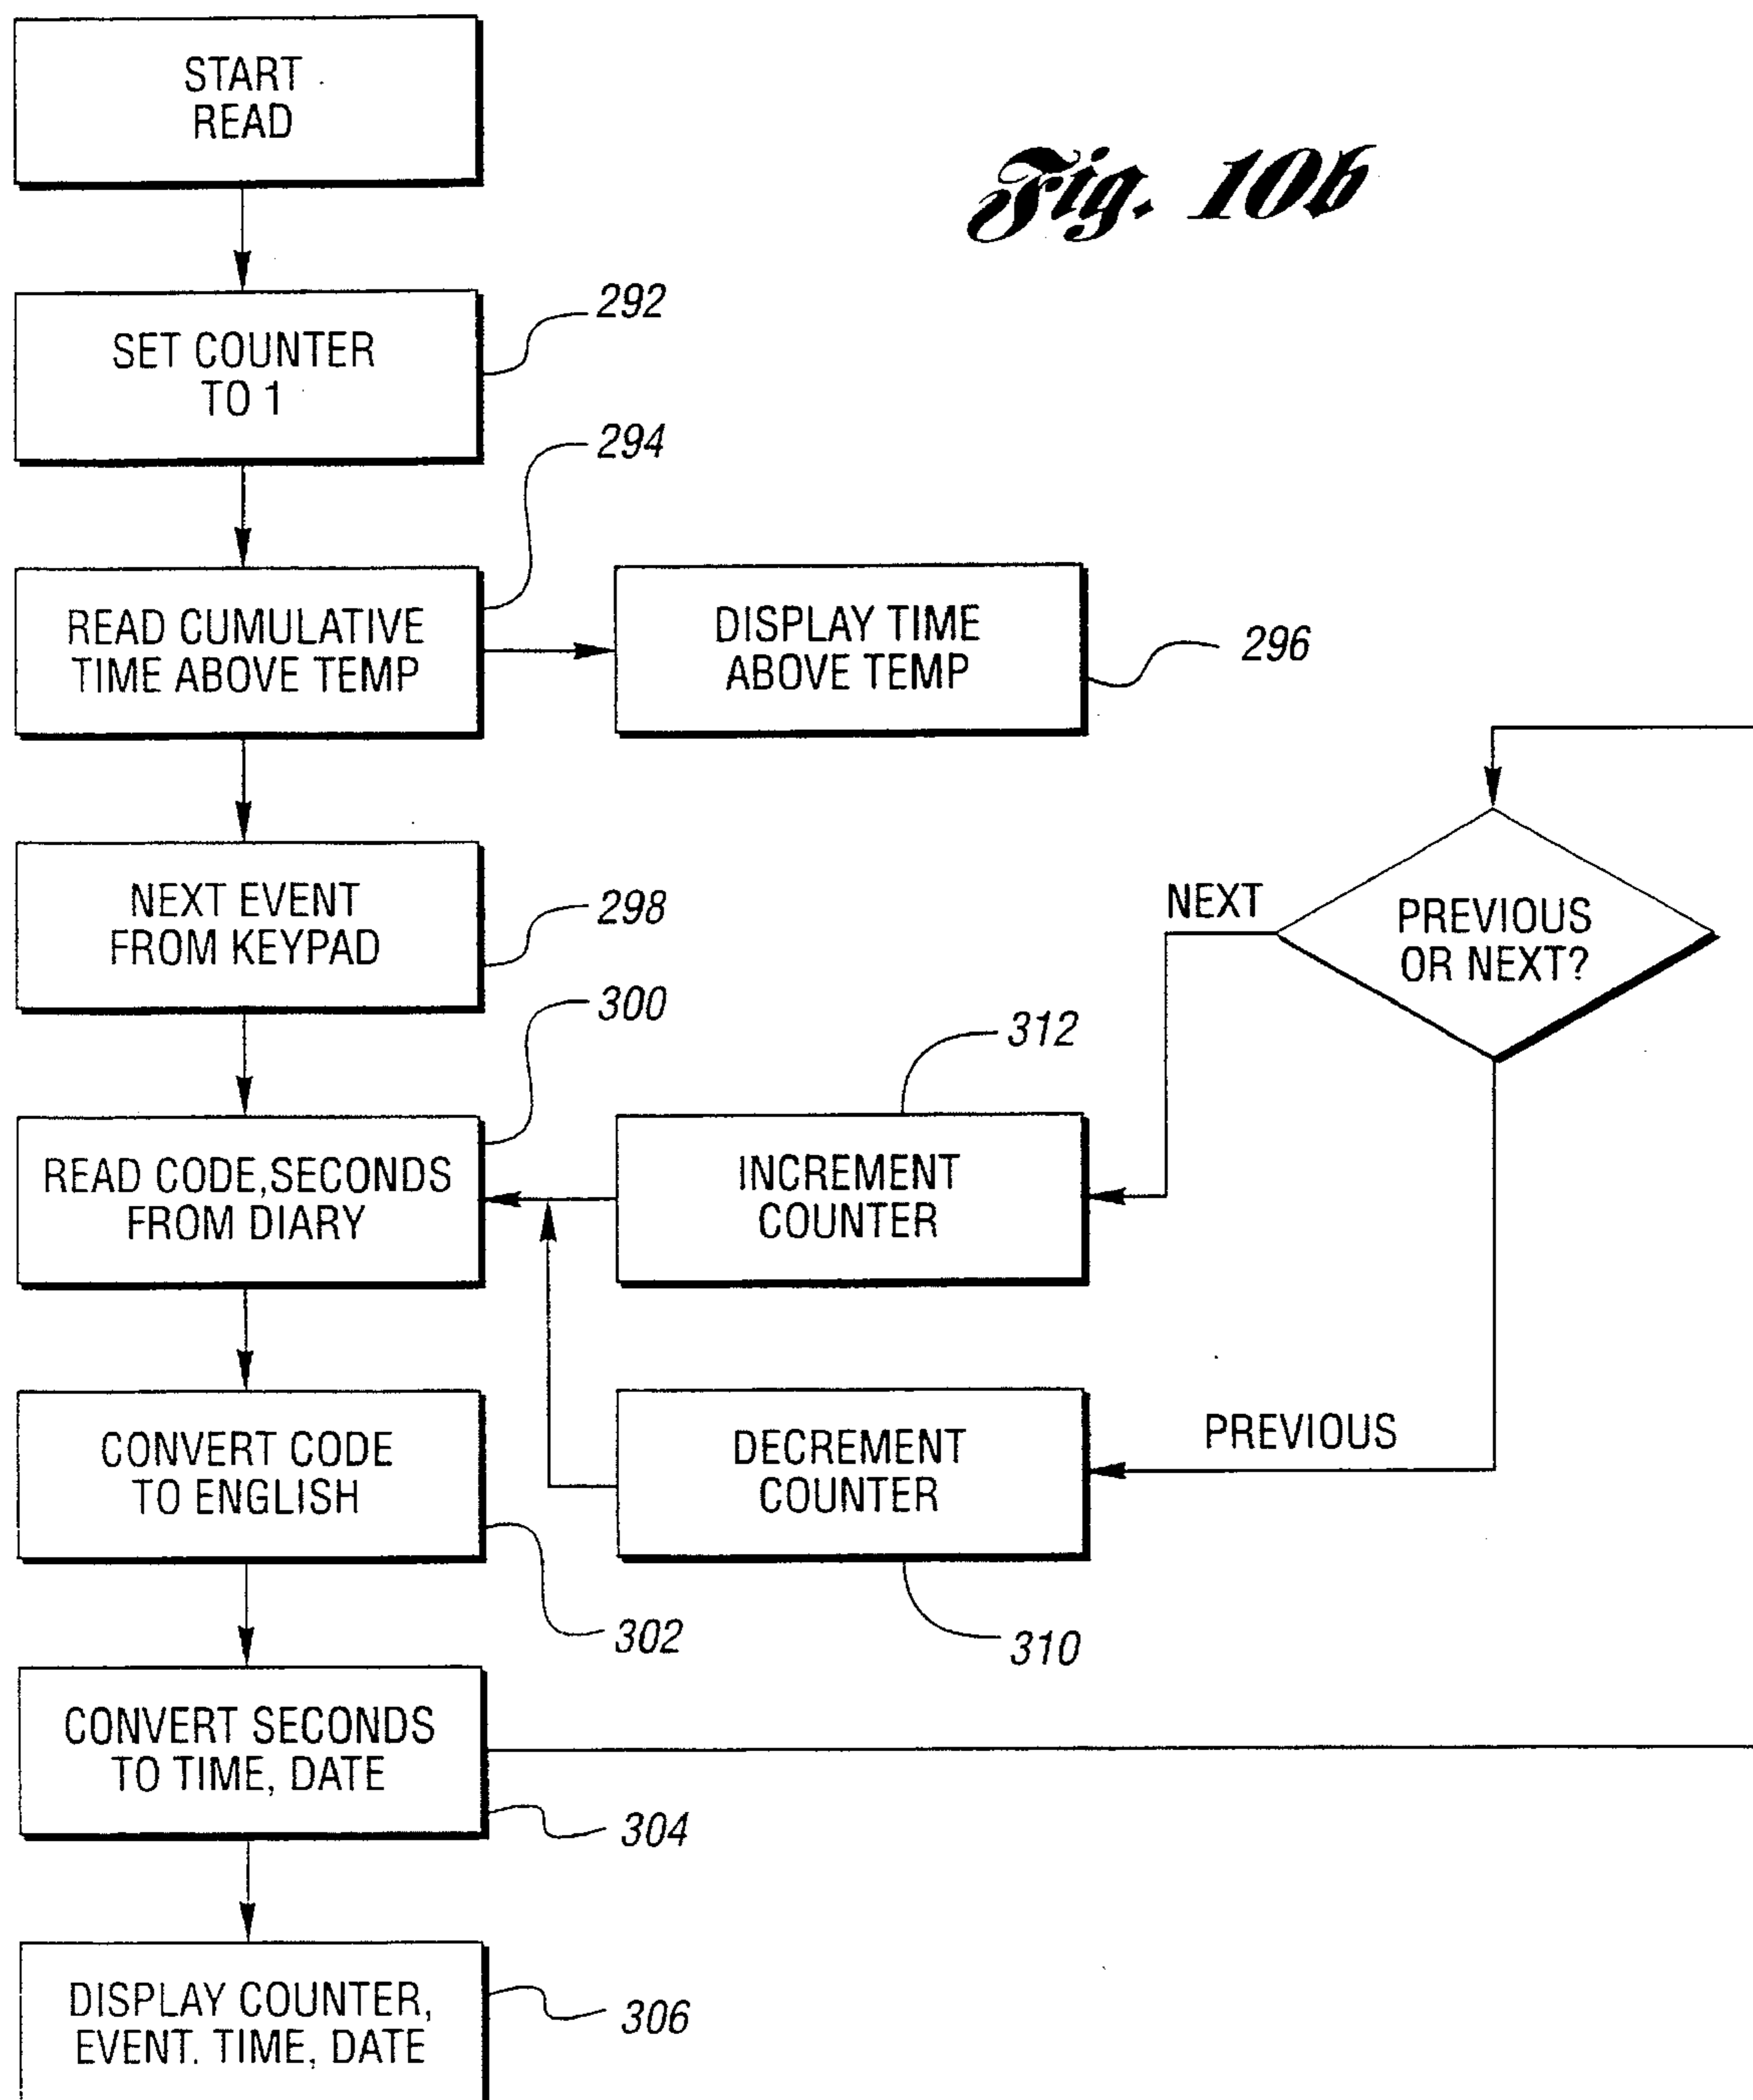 START
READ
Fig. 10b
292
SET COUNTER
TO 1
294
READ CUMULATIVE
TIME ABOVE TEMP
DISPLAY TIME
ABOVE TEMP
296
NEXT EVENT
FROM KEYPAD
298
NEXT
PREVIOUS
OR NEXT?
300
312
READ CODE,SECONDS
FROM DIARY
INCREMENT
COUNTER
CONVERT CODE
TO ENGLISH
DECREMENT
COUNTER
PREVIOUS
302
310
CONVERT SECONDS
TO TIME, DATE
304
DISPLAY COUNTER,
EVENT. TIME, DATE
306